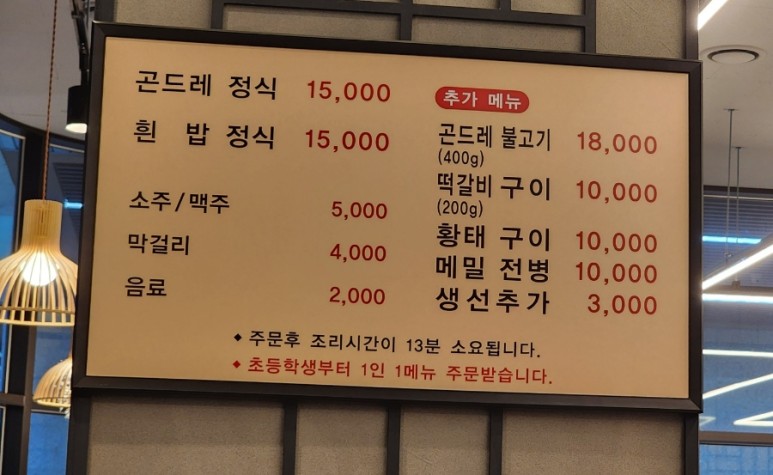 곤드레 정식 15,000
흰 밥 정식 15,000
소주/맥주 5,000
막걸리 4,000
음료 2,000
추가 메뉴
곤드레 불고기 18,000
(400g)
떡갈비 구이 10,000
(200g)
황태 구이 10,000
메밀 전병 10,000
생선추가 3,000
◆ 주문후 조리시간이 13분 소요됩니다.
◆ 초등학생부터 1인 1메뉴 주문받습니다.